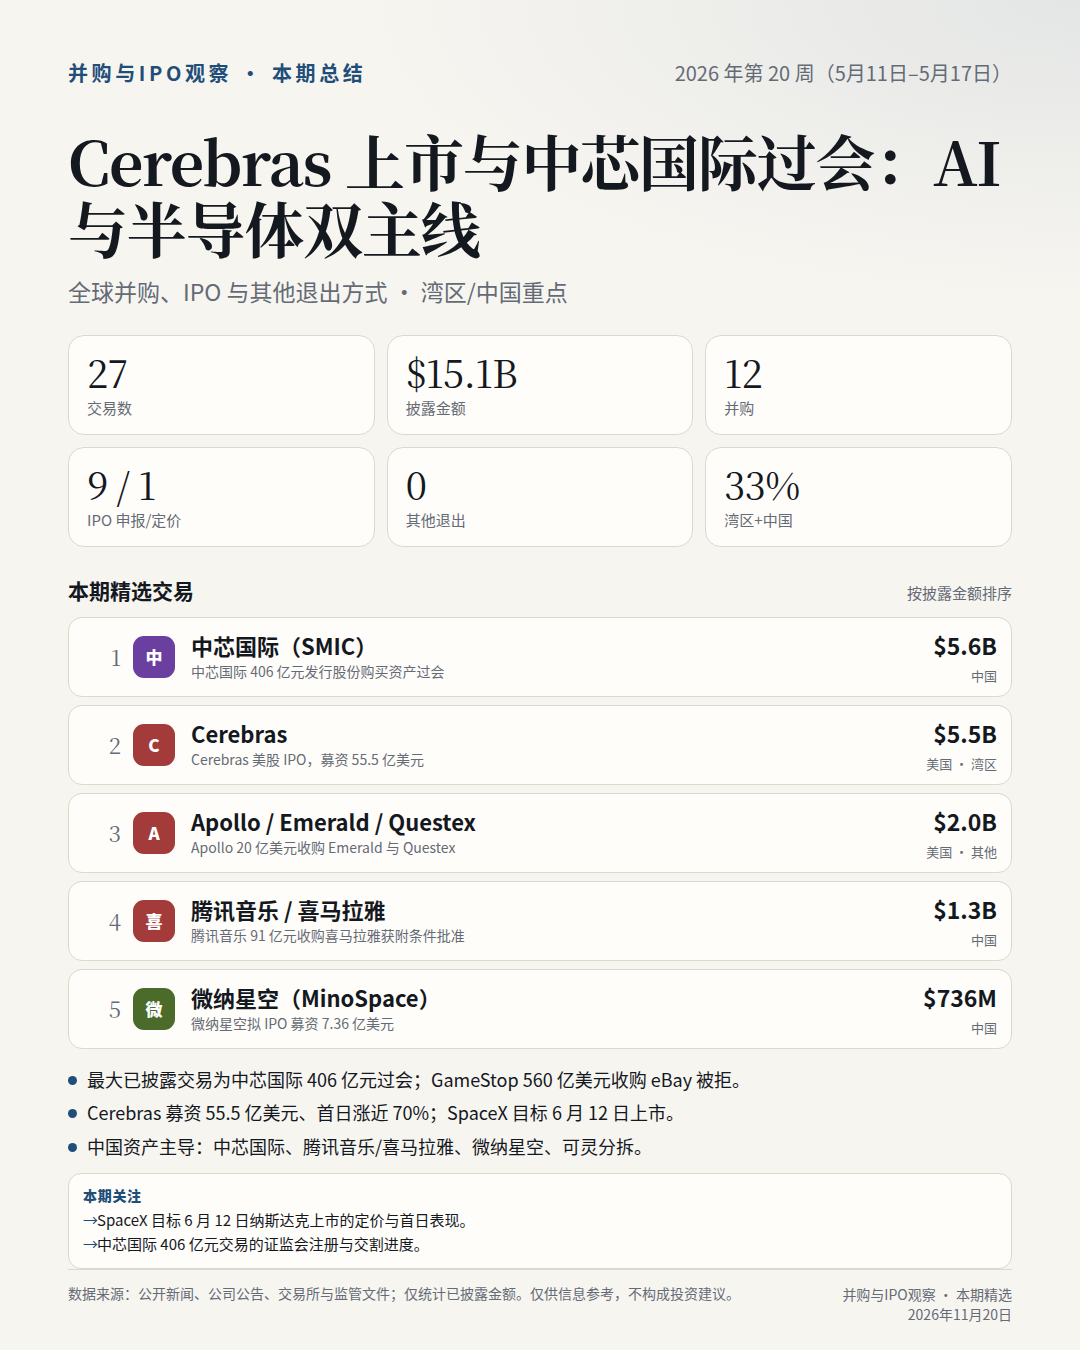 并购与IPO观察 · 本期总结
2026 年第 20 周（5月11日–5月17日）
Cerebras 上市与中芯国际过会：AI
与半导体双主线
全球并购、IPO 与其他退出方式 · 湾区/中国重点
27
交易数
$15.1B
披露金额
12
并购
9 / 1
IPO 申报/定价
0
其他退出
33%
湾区+中国
本期精选交易
按披露金额排序
1
中
中芯国际（SMIC）
中芯国际 406 亿元发行股份购买资产过会
$5.6B
中国
2
C
Cerebras
Cerebras 美股 IPO，募资 55.5 亿美元
$5.5B
美国 · 湾区
3
A
Apollo / Emerald / Questex
Apollo 20 亿美元收购 Emerald 与 Questex
$2.0B
美国 · 其他
4
喜
腾讯音乐 / 喜马拉雅
腾讯音乐 91 亿元收购喜马拉雅获附条件批准
$1.3B
中国
5
微
微纳星空（MinoSpace）
微纳星空拟 IPO 募资 7.36 亿美元
$736M
中国
最大已披露交易为中芯国际 406 亿元过会；GameStop 560 亿美元收购 eBay 被拒。
Cerebras 募资 55.5 亿美元、首日涨近 70%；SpaceX 目标 6 月 12 日上市。
中国资产主导：中芯国际、腾讯音乐/喜马拉雅、微纳星空、可灵分拆。
本期关注
→SpaceX 目标 6 月 12 日纳斯达克上市的定价与首日表现。
→中芯国际 406 亿元交易的证监会注册与交割进度。
数据来源：公开新闻、公司公告、交易所与监管文件；仅统计已披露金额。仅供信息参考，不构成投资建议。
并购与IPO观察 · 本期精选
2026年11月20日